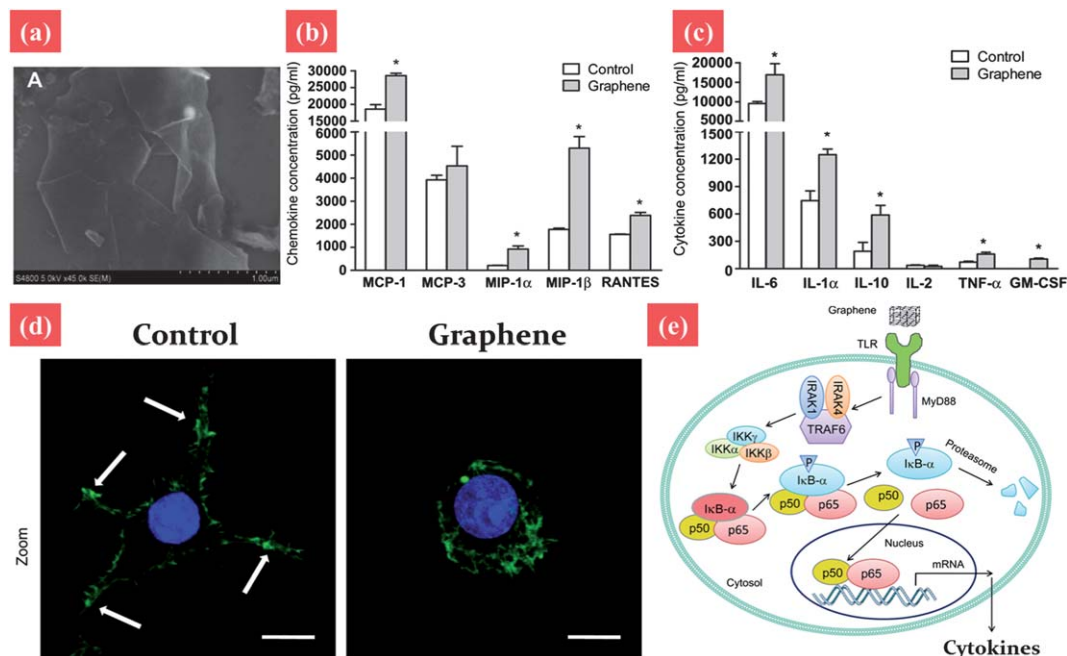 (a)
A
S4800 5.0kV x45.0k SE(M)
1.00um
(b)
Chemokine concentration (pg/ml)
30000
25000
20000
15000
10000
6000
4000
2000
0
Control
Graphene
*
*
*
*
MCP-1 MCP-3 MIP-1α MIP-1β RANTES
(c)
Cytokine concentration (pg/ml)
20000
15000
10000
5000
1500
1200
900
600
300
0
Control
Graphene
*
*
*
*
*
IL-6 IL-1α IL-10 IL-2 TNF-α GM-CSF
(d)
Control
Graphene
Zoom
(e)
Graphene
TLR
MyD88
IRAK1
IRAK4
TRAF6
IKKγ
IKKα
IKKβ
P
IκB-α
p50
p65
P
IκB-α
Proteasome
IκB-α
p50
p65
p50
p65
Nucleus
mRNA
p50
p65
Cytosol
Cytokines